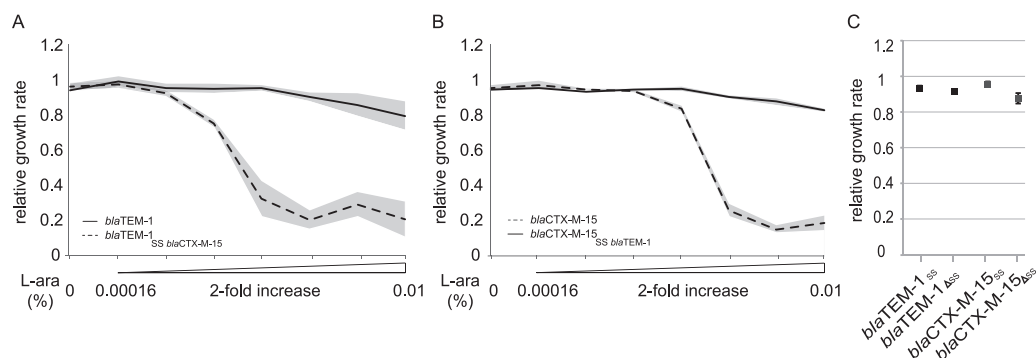 A
relative growth rate
1.2
1
0.8
0.6
0.4
0.2
0
blaTEM-1
blaTEM-1SS blaCTX-M-15
L-ara
(%)
0
0.00016
2-fold increase
0.01
B
relative growth rate
1.2
1
0.8
0.6
0.4
0.2
0
blaCTX-M-15
blaCTX-M-15SS blaTEM-1
L-ara
(%)
0
0.00016
2-fold increase
0.01
C
relative growth rate
1.2
1
0.8
0.6
0.4
0.2
0
blaTEM-1SS
blaTEM-1ΔSS
blaCTX-M-15SS
blaCTX-M-15ΔSS